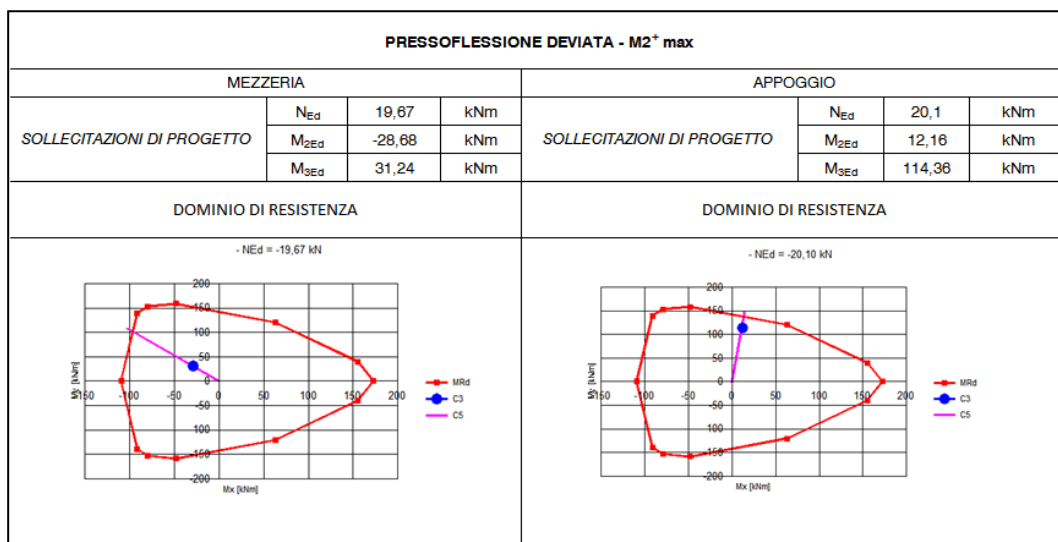 PRESSOFLESSIONE DEVIATA - M2+ max
MEZZERIA
APPOGGIO
SOLLECITAZIONI DI PROGETTO
NEd 19,67 kNm
M2Ed -28,68 kNm
M3Ed 31,24 kNm
SOLLECITAZIONI DI PROGETTO
NEd 20,1 kNm
M2Ed 12,16 kNm
M3Ed 114,36 kNm
DOMINIO DI RESISTENZA
DOMINIO DI RESISTENZA
- NEd = -19,67 kN
200
150
100
50
0
-50
-100
-150
-200
-100 -50 0 50 100 150 200
Mx [kNm]
MRd
C3
C5
- NEd = -20,10 kN
200
150
100
50
0
-50
-100
-150
-200
-100 -50 0 50 100 150 200
Mx [kNm]
MRd
C3
C5